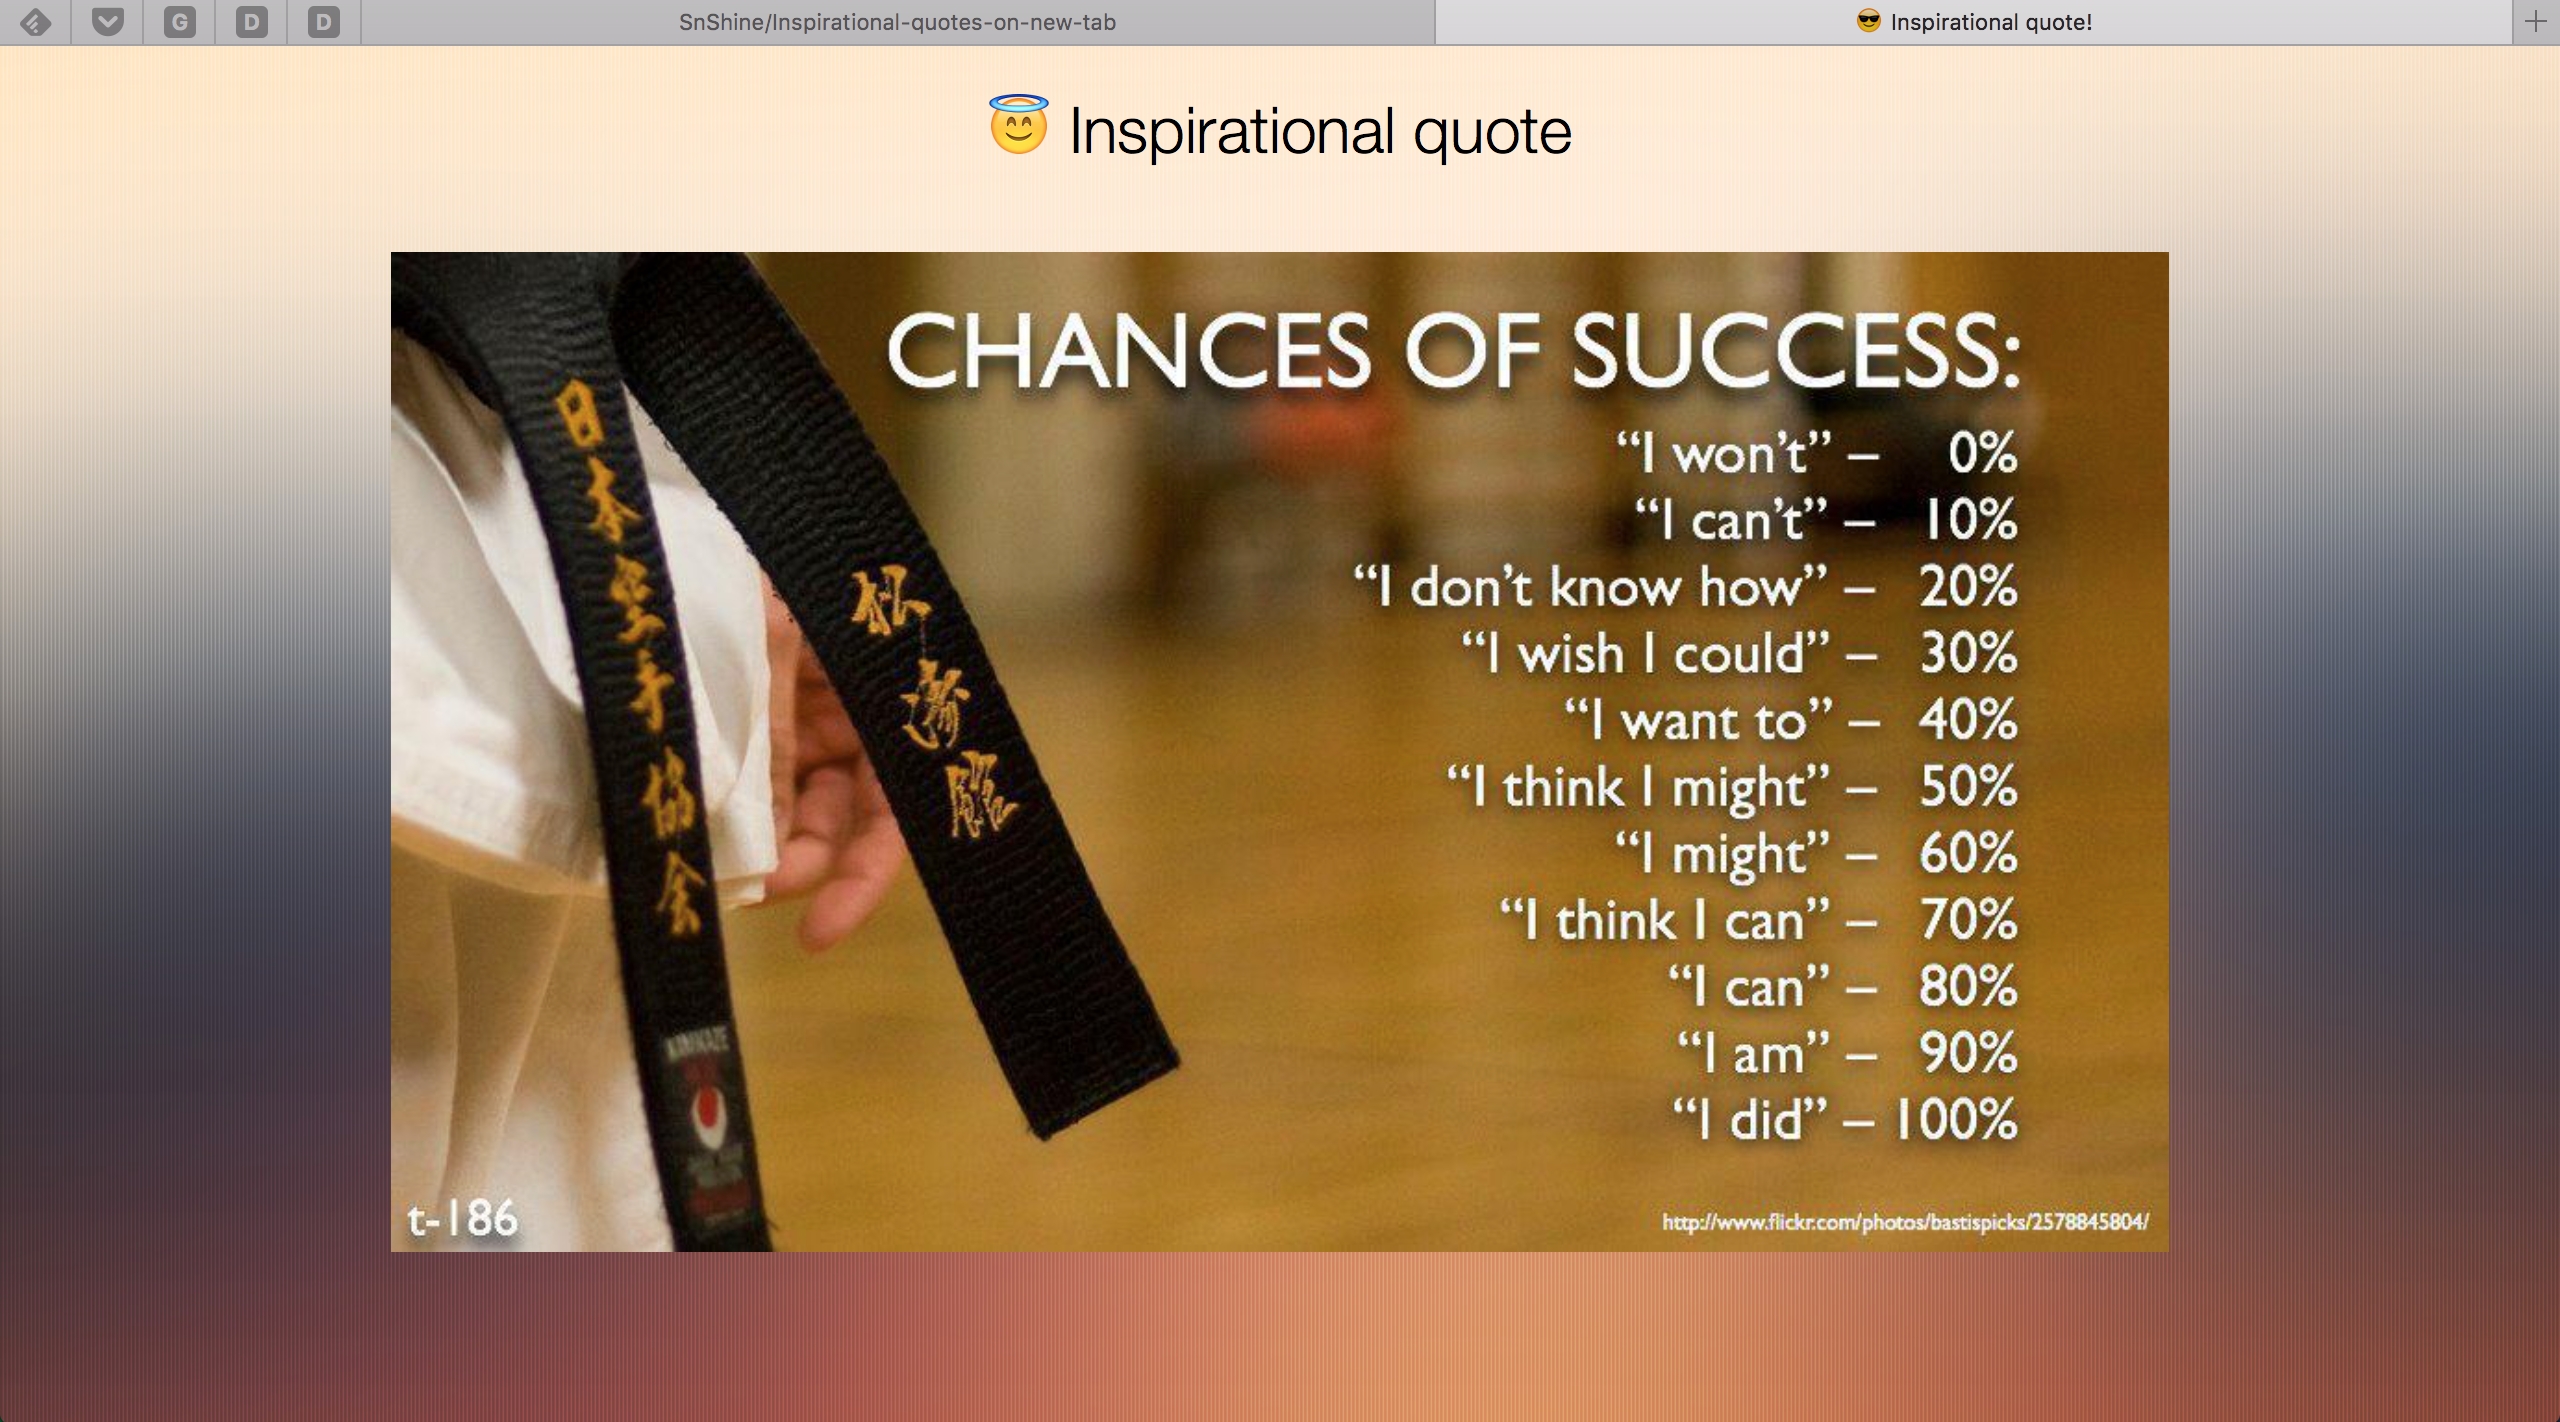 G
D
D
SnShine/Inspirational-quotes-on-new-tab
Inspirational quote!
Inspirational quote
CHANCES OF SUCCESS:
“I won’t” – 0%
“I can’t” – 10%
“I don’t know how” – 20%
“I wish I could” – 30%
“I want to” – 40%
“I think I might” – 50%
“I might” – 60%
“I think I can” – 70%
“I can” – 80%
“I am” – 90%
“I did” – 100%
日本空手協会
KAMIKAZE
t-186
http://www.flickr.com/photos/bastispicks/2578845804/